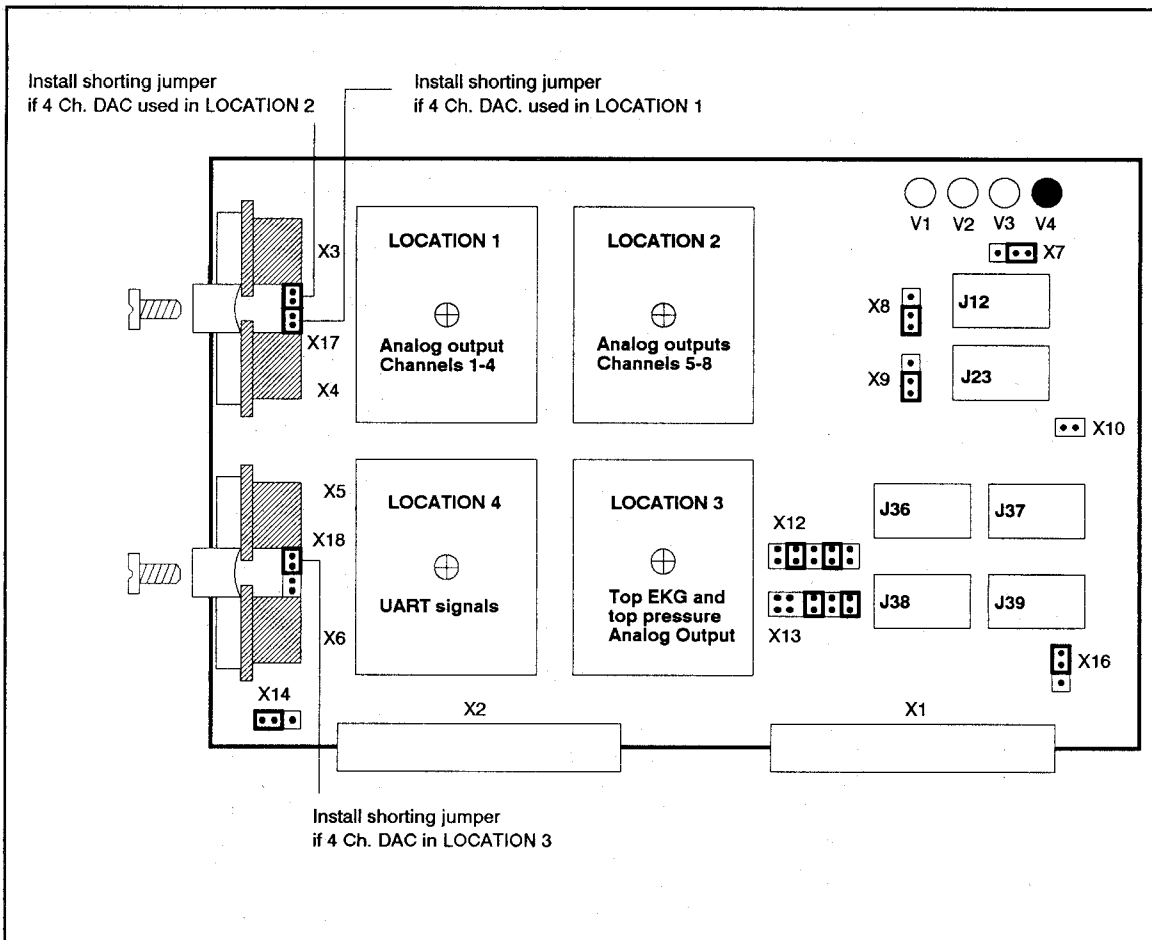 Install shorting jumper
if 4 Ch. DAC used in LOCATION 2
Install shorting jumper
if 4 Ch. DAC. used in LOCATION 1
V1 V2 V3 V4
X7
X3
X17
X4
LOCATION 1
Analog output
Channels 1-4
LOCATION 2
Analog outputs
Channels 5-8
X8
J12
X9
J23
X10
X5
X18
X6
LOCATION 4
UART signals
LOCATION 3
Top EKG and
top pressure
Analog Output
X12
X13
J36
J37
J38
J39
X16
X14
X2
X1
Install shorting jumper
if 4 Ch. DAC in LOCATION 3